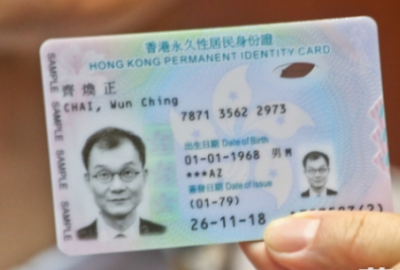 香港永久性居民身份證
HONG KONG PERMANENT IDENTITY CARD
SAMPLE SAMPLE SAMPLE SAMPLE
齊煥正
CHAI, Wun Ching
7871 3562 2973
出生日期 Date of Birth
01-01-1968 男 M
***AZ
簽發日期 Date of Issue
(01-79)
26-11-18